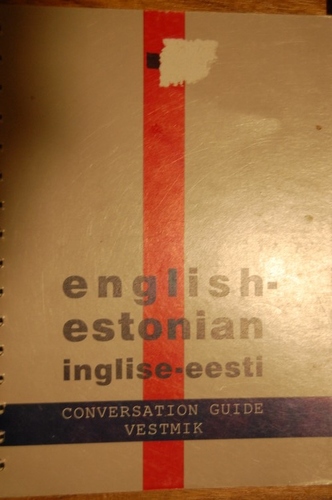 english-
estonian
inglise-eesti
CONVERSATION GUIDE
VESTMIK